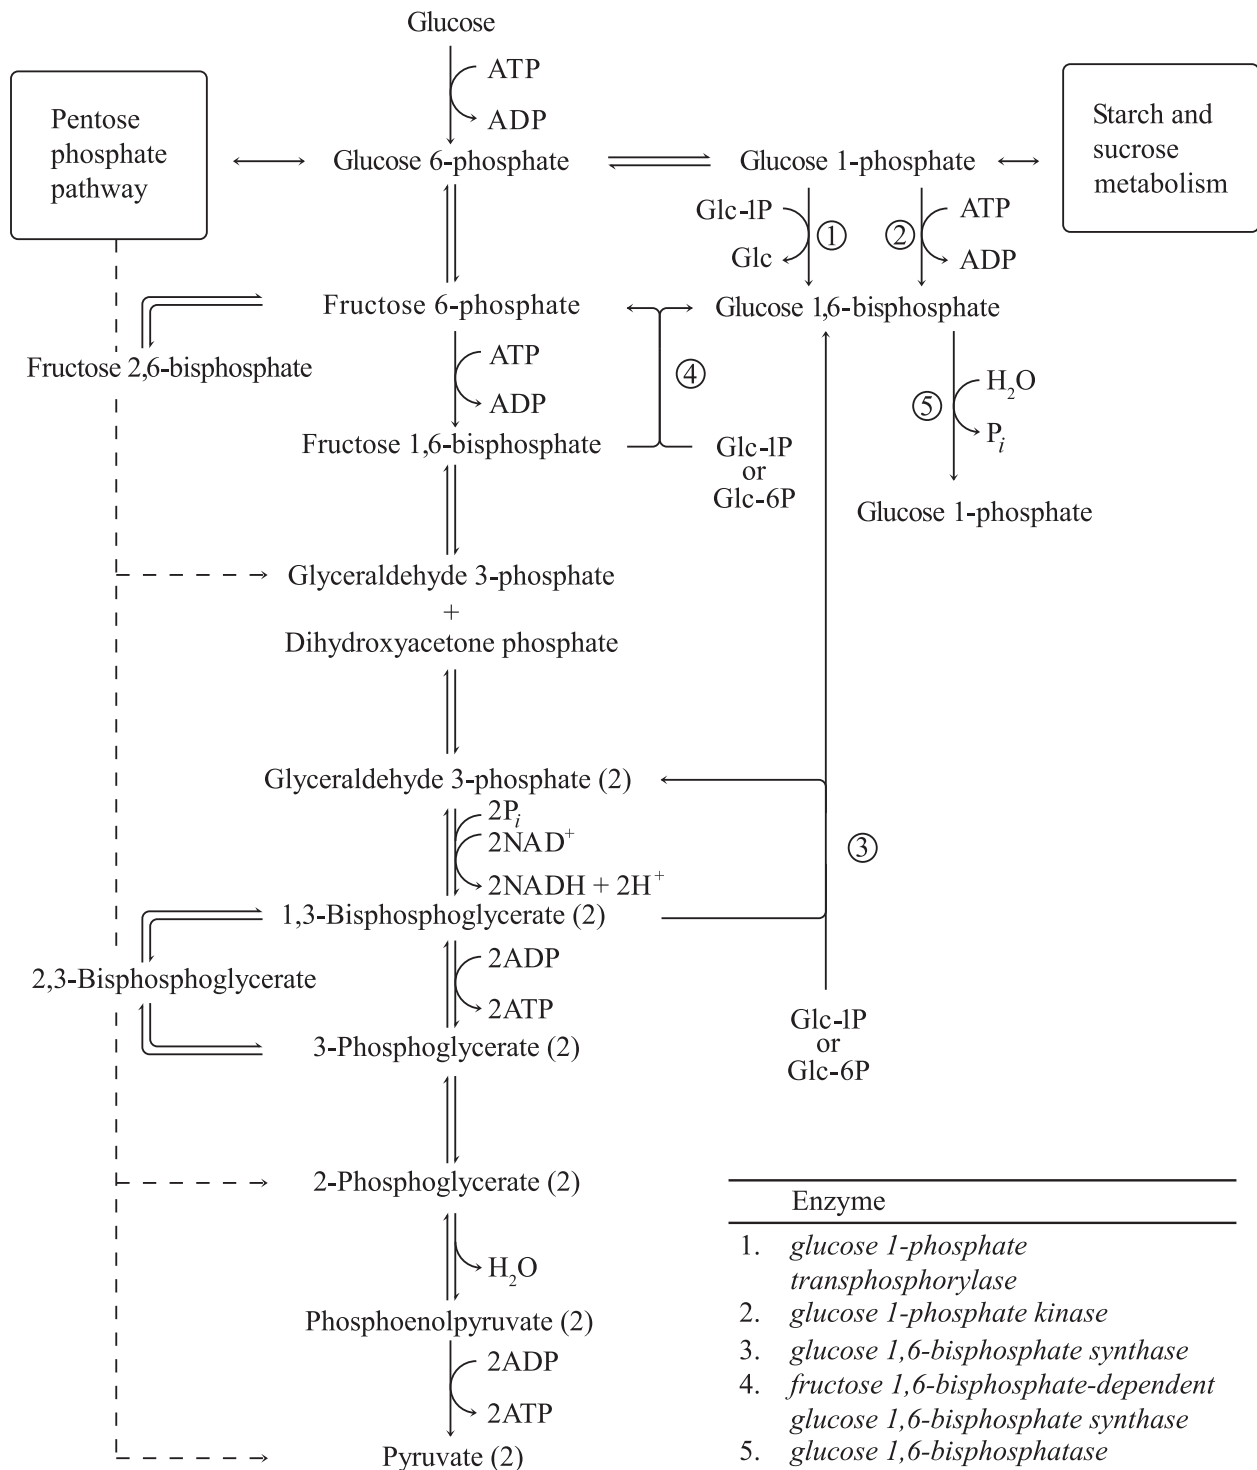 Glucose
ATP
ADP
Pentose
phosphate
pathway
Starch and
sucrose
metabolism
Glucose 6-phosphate
Glucose 1-phosphate
Glc-1P
Glc
1
2
ATP
ADP
Fructose 6-phosphate
Glucose 1,6-bisphosphate
Fructose 2,6-bisphosphate
ATP
ADP
4
5
H₂O
Pᵢ
Fructose 1,6-bisphosphate
Glc-1P
or
Glc-6P
Glucose 1-phosphate
Glyceraldehyde 3-phosphate
+
Dihydroxyacetone phosphate
Glyceraldehyde 3-phosphate (2)
2Pᵢ
2NAD⁺
2NADH + 2H⁺
3
1,3-Bisphosphoglycerate (2)
2,3-Bisphosphoglycerate
2ADP
2ATP
Glc-1P
or
Glc-6P
3-Phosphoglycerate (2)
2-Phosphoglycerate (2)
H₂O
Phosphoenolpyruvate (2)
2ADP
2ATP
Pyruvate (2)
Enzyme
1. glucose 1-phosphate
transphosphorylase
2. glucose 1-phosphate kinase
3. glucose 1,6-bisphosphate synthase
4. fructose 1,6-bisphosphate-dependent
glucose 1,6-bisphosphate synthase
5. glucose 1,6-bisphosphatase